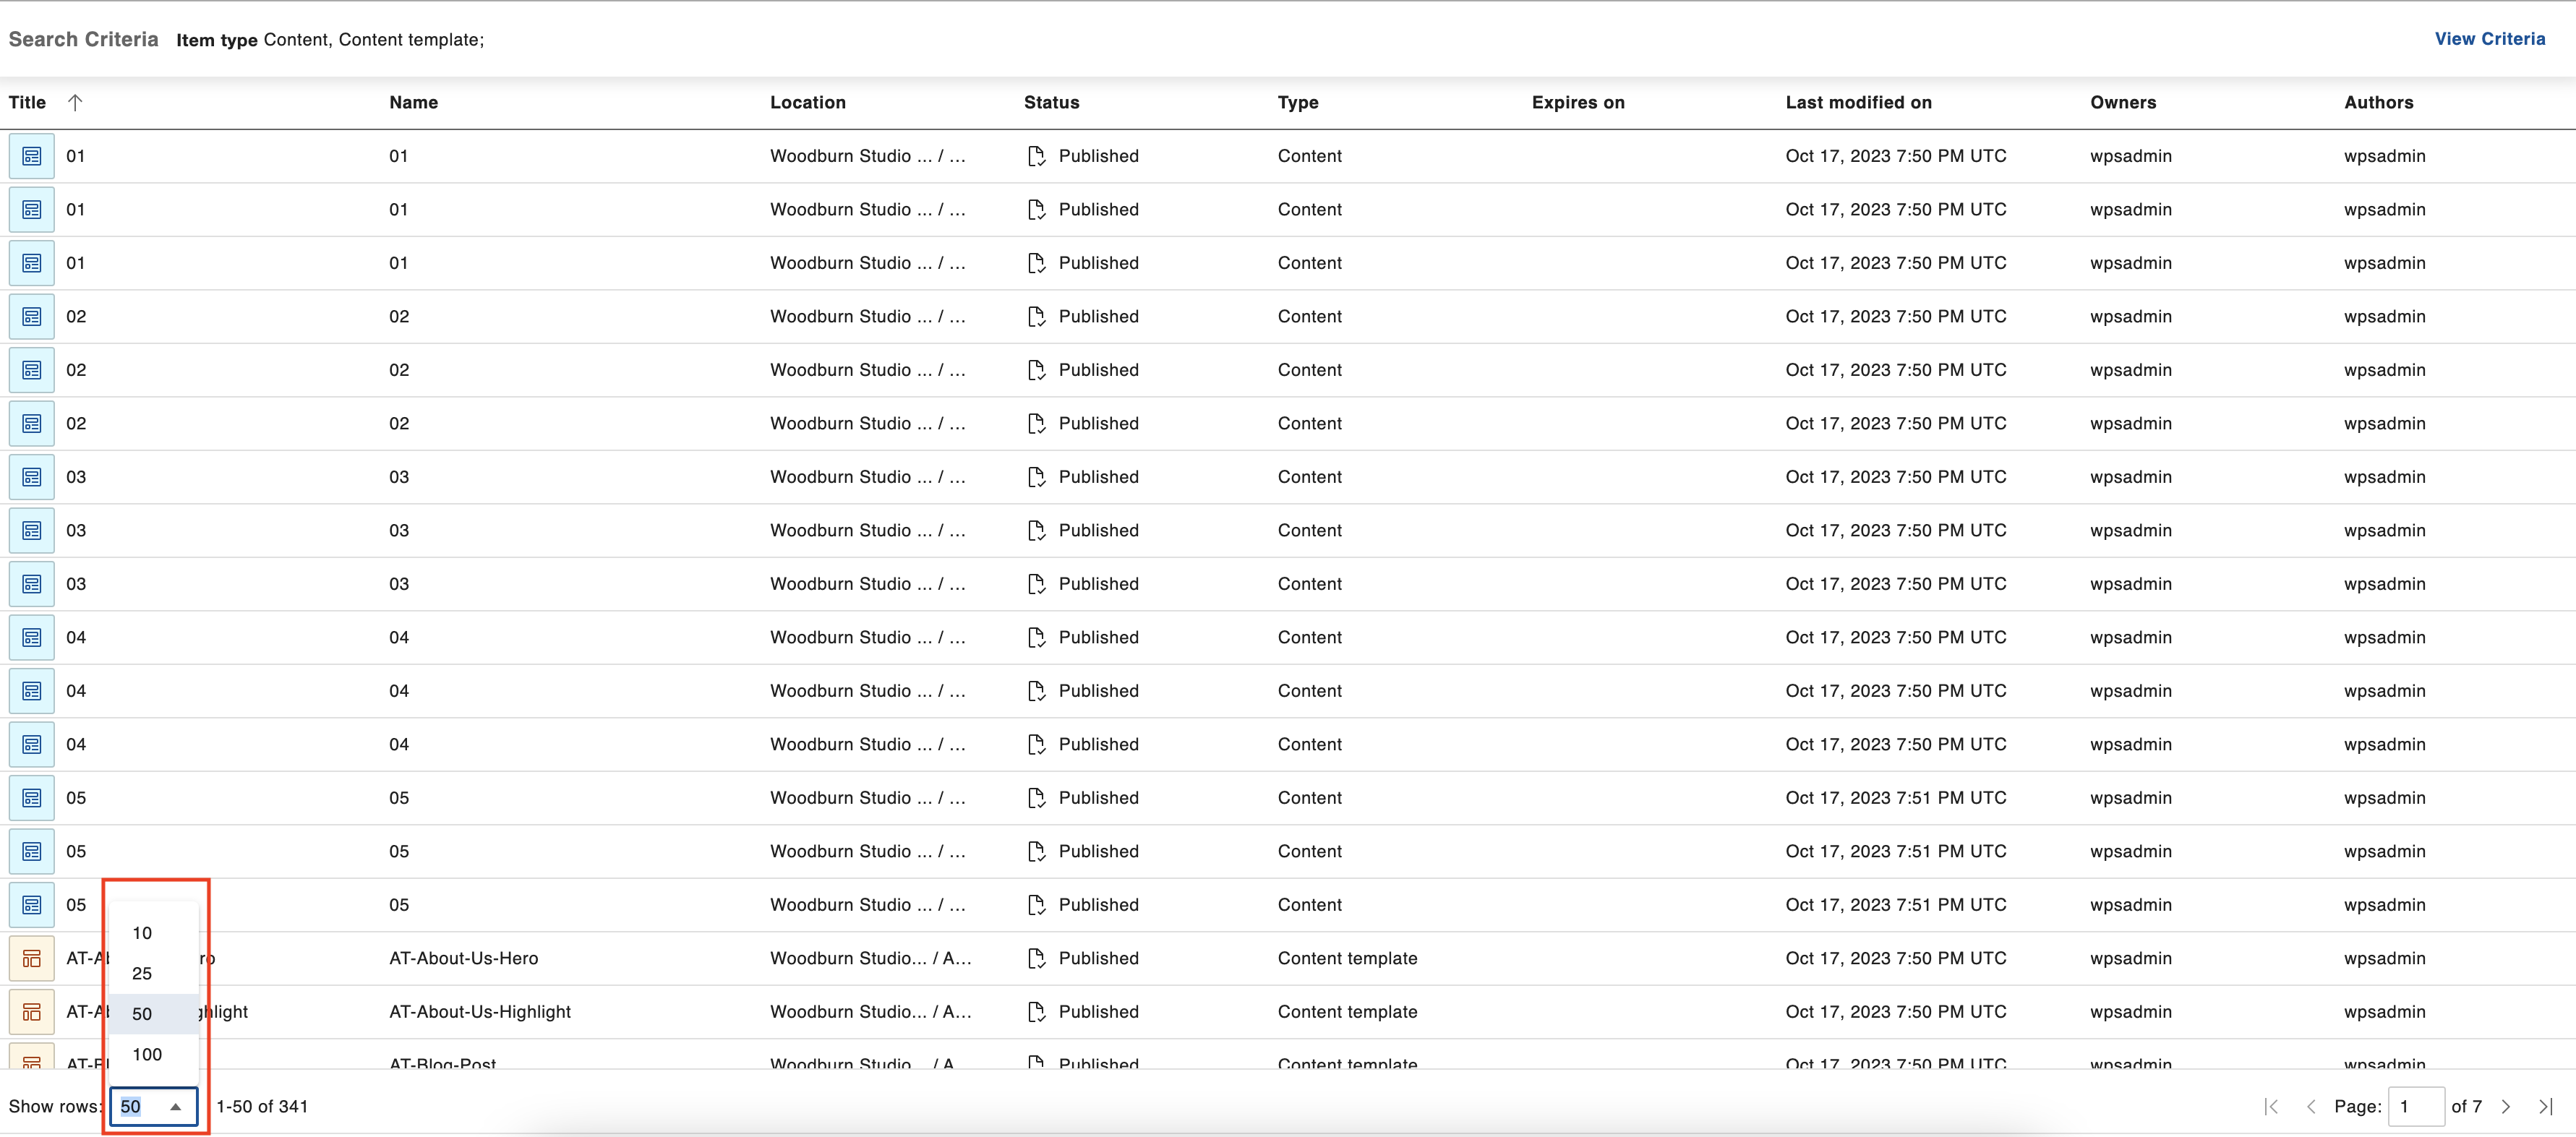 Search Criteria Item type Content, Content template; View Criteria
Title Name Location Status Type Expires on Last modified on Owners Authors
01 01 Woodburn Studio ... / ... Published Content Oct 17, 2023 7:50 PM UTC wpsadmin wpsadmin
01 01 Woodburn Studio ... / ... Published Content Oct 17, 2023 7:50 PM UTC wpsadmin wpsadmin
01 01 Woodburn Studio ... / ... Published Content Oct 17, 2023 7:50 PM UTC wpsadmin wpsadmin
02 02 Woodburn Studio ... / ... Published Content Oct 17, 2023 7:50 PM UTC wpsadmin wpsadmin
02 02 Woodburn Studio ... / ... Published Content Oct 17, 2023 7:50 PM UTC wpsadmin wpsadmin
02 02 Woodburn Studio ... / ... Published Content Oct 17, 2023 7:50 PM UTC wpsadmin wpsadmin
03 03 Woodburn Studio ... / ... Published Content Oct 17, 2023 7:50 PM UTC wpsadmin wpsadmin
03 03 Woodburn Studio ... / ... Published Content Oct 17, 2023 7:50 PM UTC wpsadmin wpsadmin
03 03 Woodburn Studio ... / ... Published Content Oct 17, 2023 7:50 PM UTC wpsadmin wpsadmin
04 04 Woodburn Studio ... / ... Published Content Oct 17, 2023 7:50 PM UTC wpsadmin wpsadmin
04 04 Woodburn Studio ... / ... Published Content Oct 17, 2023 7:50 PM UTC wpsadmin wpsadmin
04 04 Woodburn Studio ... / ... Published Content Oct 17, 2023 7:50 PM UTC wpsadmin wpsadmin
05 05 Woodburn Studio ... / ... Published Content Oct 17, 2023 7:51 PM UTC wpsadmin wpsadmin
05 05 Woodburn Studio ... / ... Published Content Oct 17, 2023 7:51 PM UTC wpsadmin wpsadmin
05 05 Woodburn Studio ... / ... Published Content Oct 17, 2023 7:51 PM UTC wpsadmin wpsadmin
10
AT-A ro AT-About-Us-Hero Woodburn Studio... / A... Published Content template Oct 17, 2023 7:50 PM UTC wpsadmin wpsadmin
25
AT-A ghlight AT-About-Us-Highlight Woodburn Studio... / A... Published Content template Oct 17, 2023 7:50 PM UTC wpsadmin wpsadmin
50
100
AT-B AT-Blog-Post Woodburn Studio... / A... Published Content template Oct 17, 2023 7:50 PM UTC wpsadmin wpsadmin
Show rows: 50 1-50 of 341 Page: 1 of 7